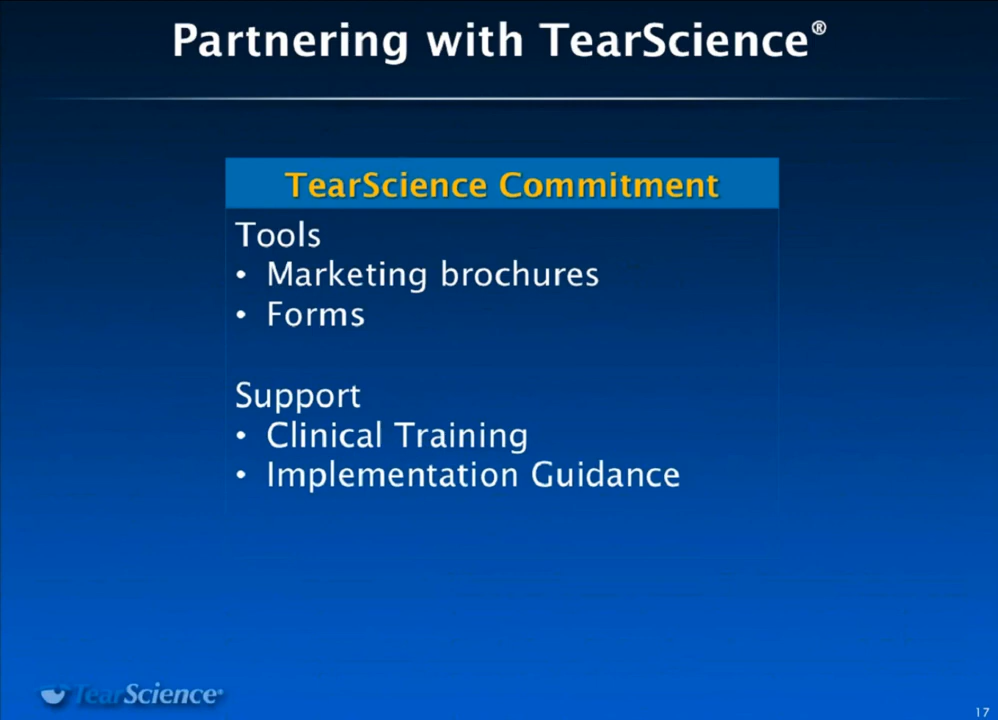 Partnering with TearScience®
TearScience Commitment
Tools
• Marketing brochures
• Forms
Support
• Clinical Training
• Implementation Guidance
TearScience®
17